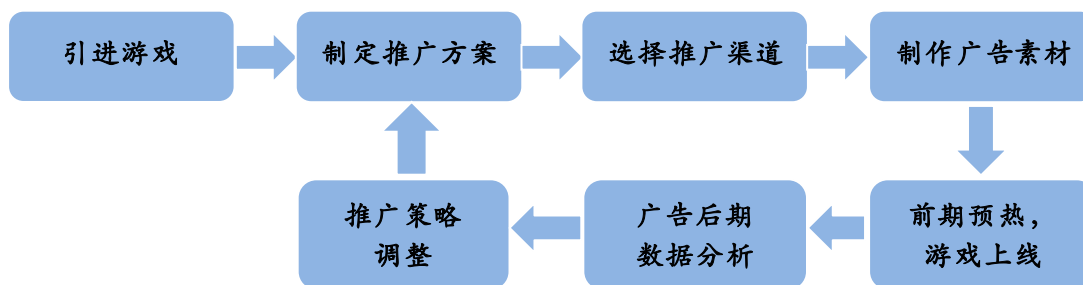 引进游戏
制定推广方案
选择推广渠道
制作广告素材
前期预热，
游戏上线
广告后期
数据分析
推广策略
调整